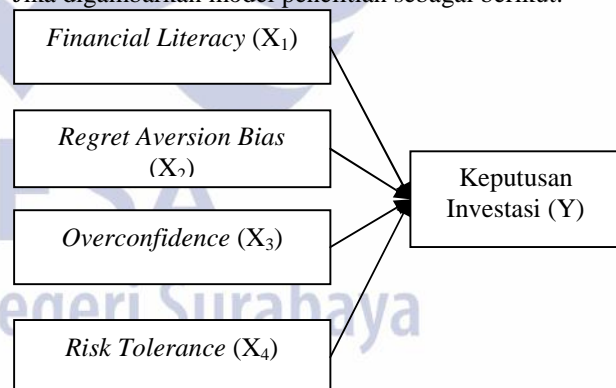 Jika digambarkan model penelitian sebagai berikut:
Financial Literacy (X₁)
Regret Aversion Bias
(X₂)
Overconfidence (X₃)
Risk Tolerance (X₄)
Keputusan
Investasi (Y)
egeri Surabaya